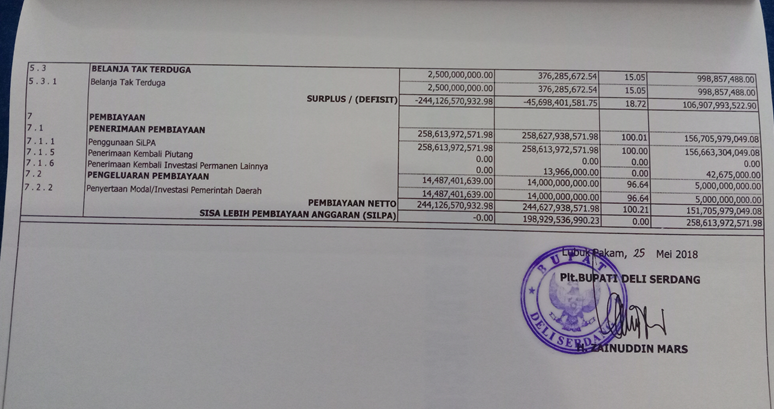 5.3 BELANJA TAK TERDUGA 2,500,000,000.00 376,285,672.54 15.05 998,857,488.00
5.3.1 Belanja Tak Terduga 2,500,000,000.00 376,285,672.54 15.05 998,857,488.00
SURPLUS / (DEFISIT) -244,126,570,932.98 -45,698,401,581.75 18.72 106,907,993,522.90
7 PEMBIAYAAN
7.1 PENERIMAAN PEMBIAYAAN 258,613,972,571.98 258,627,938,571.98 100.01 156,705,979,049.08
7.1.1 Penggunaan SiLPA 258,613,972,571.98 258,613,972,571.98 100.00 156,663,304,049.08
7.1.5 Penerimaan Kembali Piutang 0.00 0.00 0.00 0.00
7.1.6 Penerimaan Kembali Investasi Permanen Lainnya 0.00 13,966,000.00 0.00 42,675,000.00
7.2 PENGELUARAN PEMBIAYAAN 14,487,401,639.00 14,000,000,000.00 96.64 5,000,000,000.00
7.2.2 Penyertaan Modal/Investasi Pemerintah Daerah 14,487,401,639.00 14,000,000,000.00 96.64 5,000,000,000.00
PEMBIAYAAN NETTO 244,126,570,932.98 244,627,938,571.98 100.21 151,705,979,049.08
SISA LEBIH PEMBIAYAAN ANGGARAN (SILPA) -0.00 198,929,536,990.23 0.00 258,613,972,571.98
Lubuk Pakam, 25 Mei 2018
Plt.BUPATI DELI SERDANG
BUPATI
DELI SERDANG
H. ZAINUDDIN MARS